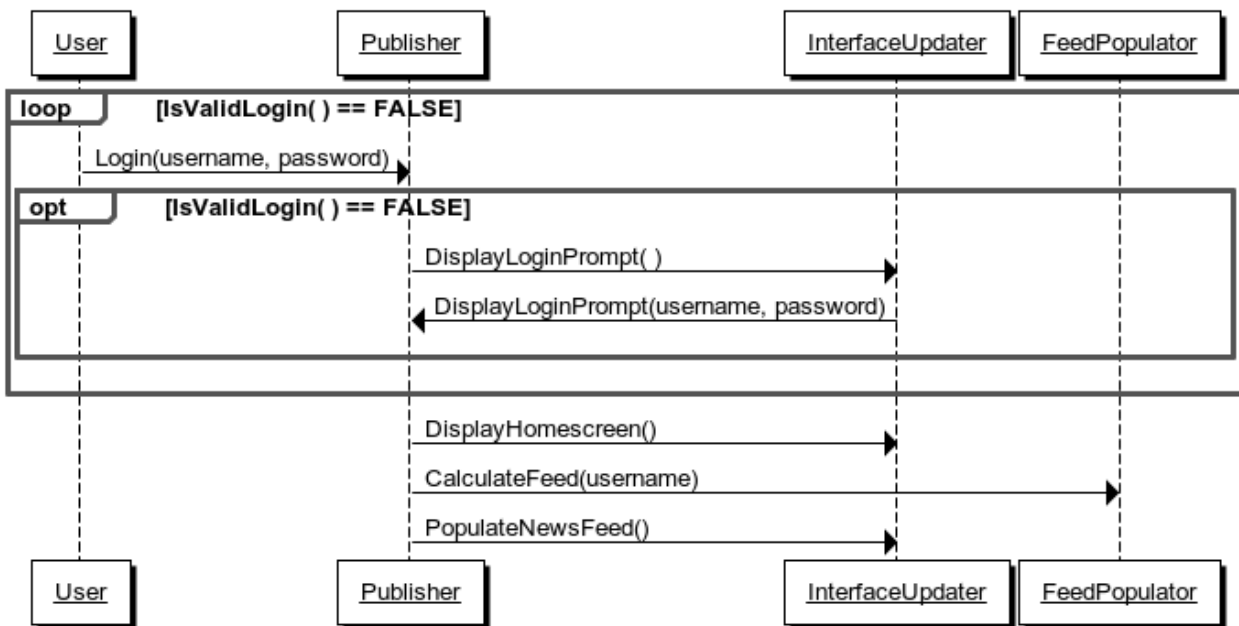 User Publisher InterfaceUpdater FeedPopulator
loop [IsValidLogin( ) == FALSE]
Login(username, password)
opt [IsValidLogin( ) == FALSE]
DisplayLoginPrompt( )
DisplayLoginPrompt(username, password)
DisplayHomescreen()
CalculateFeed(username)
PopulateNewsFeed()
User Publisher InterfaceUpdater FeedPopulator